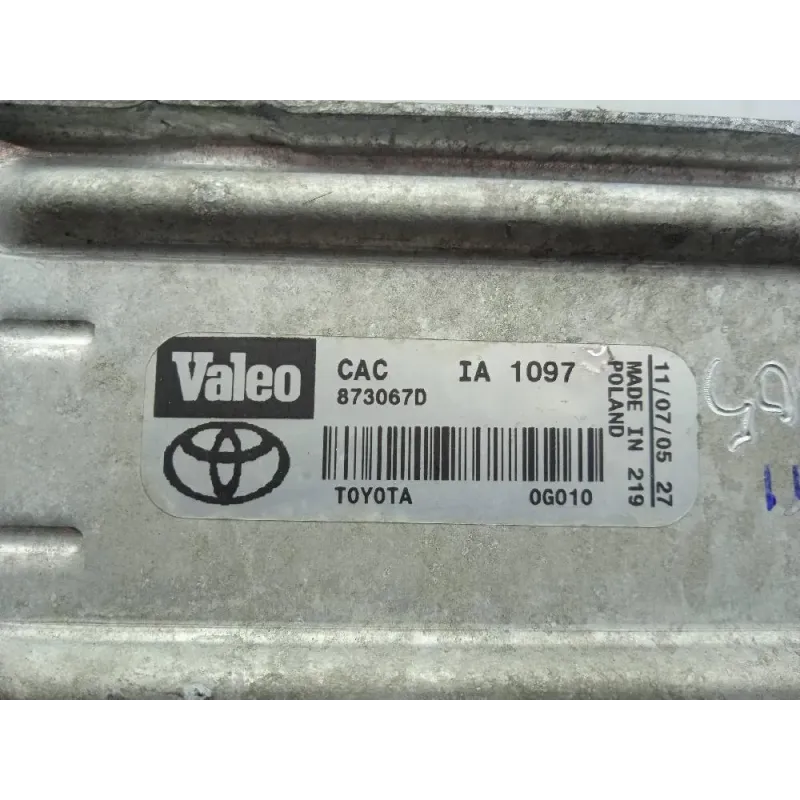 Valeo
CAC IA 1097
873067D
TOYOTA 0G010
11/07/05 27
MADE IN 219
POLAND